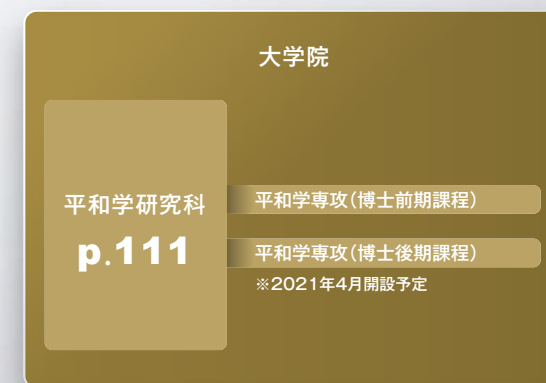 大学院
平和学研究科
p.111
平和学専攻(博士前期課程)
平和学専攻(博士後期課程)
※2021年4月開設予定